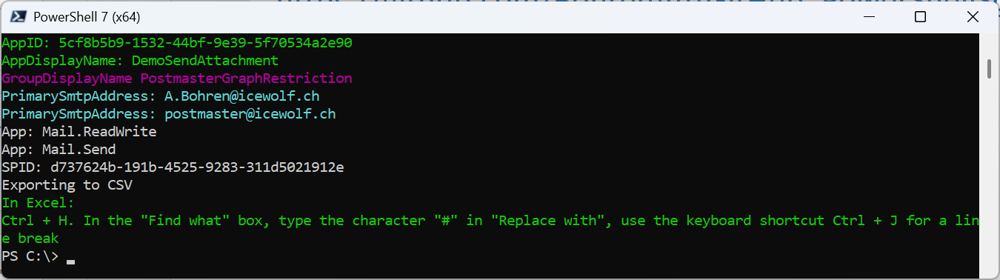 PowerShell 7 (x64)
AppID: 5cf8b5b9-1532-44bf-9e39-5f70534a2e90
AppDisplayName: DemoSendAttachment
GroupDisplayName PostmasterGraphRestriction
PrimarySmtpAddress: A.Bohren@icewolf.ch
PrimarySmtpAddress: postmaster@icewolf.ch
App: Mail.ReadWrite
App: Mail.Send
SPID: d737624b-191b-4525-9283-311d5021912e
Exporting to CSV
In Excel:
Ctrl + H. In the "Find what" box, type the character "#" in "Replace with", use the keyboard shortcut Ctrl + J for a lin
e break
PS C:\>